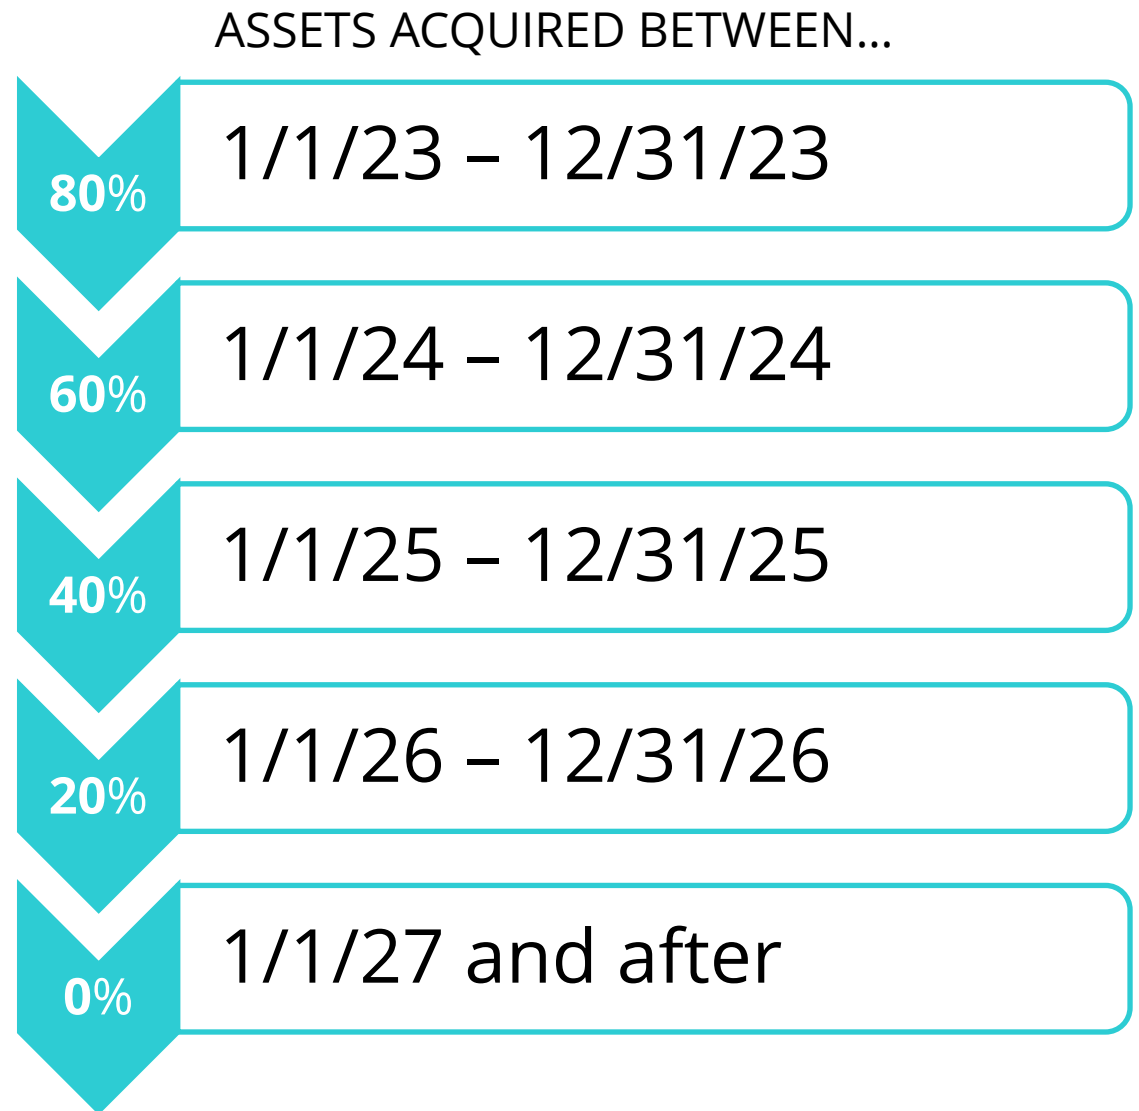 ASSETS ACQUIRED BETWEEN...
80%
1/1/23 – 12/31/23
60%
1/1/24 – 12/31/24
40%
1/1/25 – 12/31/25
20%
1/1/26 – 12/31/26
0%
1/1/27 and after